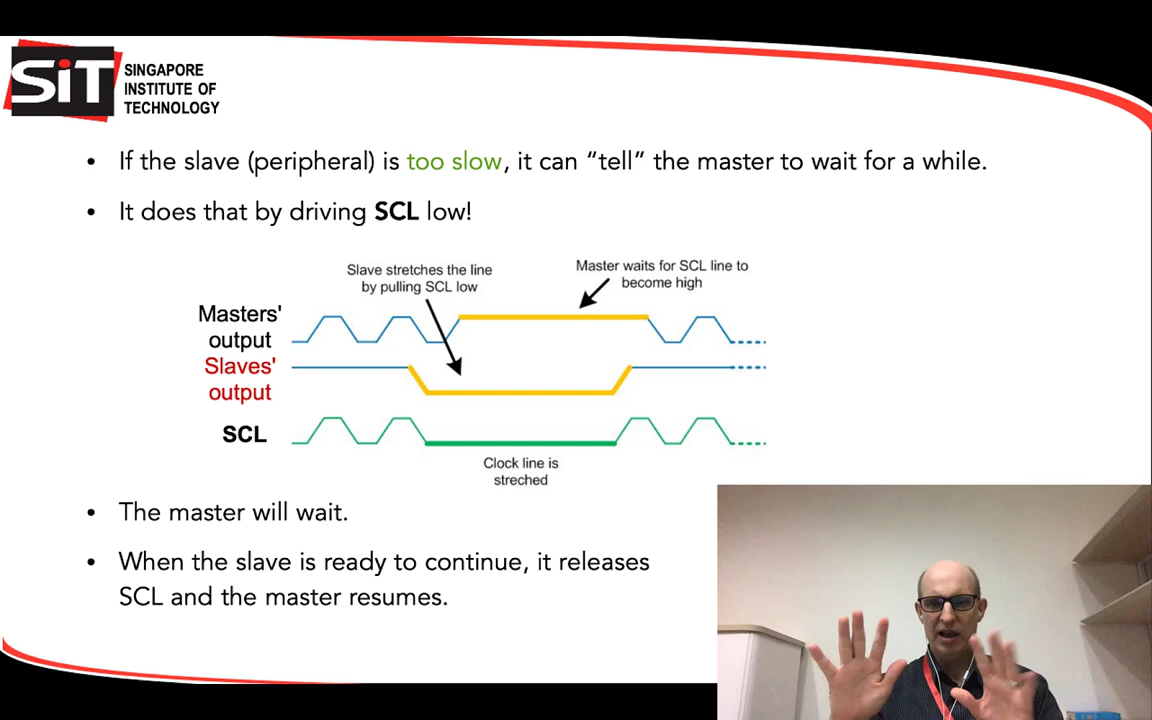 SiT
SINGAPORE
INSTITUTE OF
TECHNOLOGY
• If the slave (peripheral) is too slow, it can “tell” the master to wait for a while.
• It does that by driving SCL low!
Slave stretches the line
by pulling SCL low
Master waits for SCL line to
become high
Masters'
output
Slaves'
output
SCL
Clock line is
streched
• The master will wait.
• When the slave is ready to continue, it releases
SCL and the master resumes.